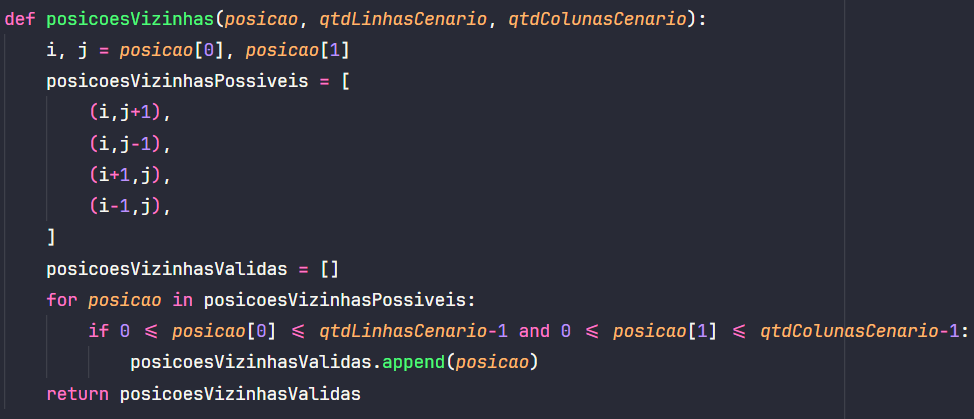 def posicoesVizinhas(posicao, qtdLinhasCenario, qtdColunasCenario):
    i, j = posicao[0], posicao[1]
    posicoesVizinhasPossiveis = [
        (i,j+1),
        (i,j-1),
        (i+1,j),
        (i-1,j),
    ]
    posicoesVizinhasValidas = []
    for posicao in posicoesVizinhasPossiveis:
        if 0 <= posicao[0] <= qtdLinhasCenario-1 and 0 <= posicao[1] <= qtdColunasCenario-1:
            posicoesVizinhasValidas.append(posicao)
    return posicoesVizinhasValidas